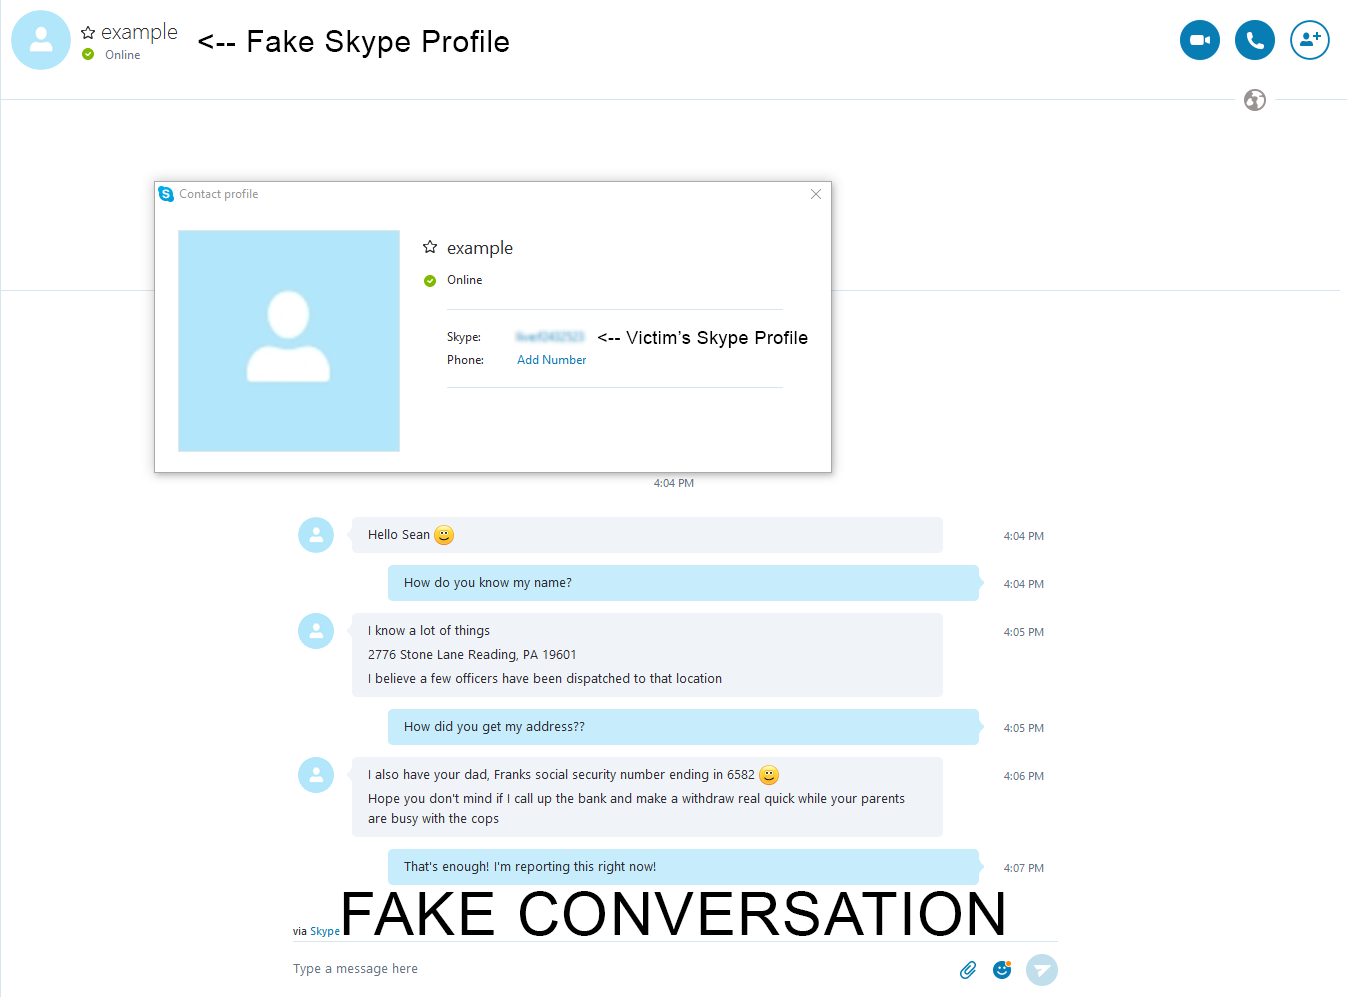 example
<-- Fake Skype Profile
Online
Contact profile
example
Online
Skype:
<-- Victim's Skype Profile
Phone: Add Number
4:04 PM
Hello Sean
4:04 PM
How do you know my name?
4:04 PM
I know a lot of things
4:05 PM
2776 Stone Lane Reading, PA 19601
I believe a few officers have been dispatched to that location
How did you get my address??
4:05 PM
I also have your dad, Franks social security number ending in 6582
4:06 PM
Hope you don't mind if I call up the bank and make a withdraw real quick while your parents
are busy with the cops
That's enough! I'm reporting this right now!
4:07 PM
FAKE CONVERSATION
via Skype
Type a message here